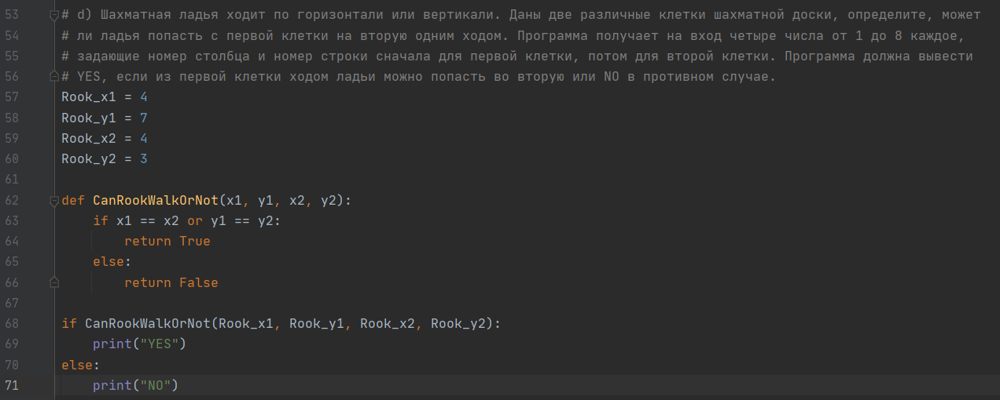 53 # d) Шахматная ладья ходит по горизонтали или вертикали. Даны две различные клетки шахматной доски, определите, может
54 # ли ладья попасть с первой клетки на вторую одним ходом. Программа получает на вход четыре числа от 1 до 8 каждое,
55 # задающие номер столбца и номер строки сначала для первой клетки, потом для второй клетки. Программа должна вывести
56 # YES, если из первой клетки ходом ладьи можно попасть во вторую или NO в противном случае.
57 Rook_x1 = 4
58 Rook_y1 = 7
59 Rook_x2 = 4
60 Rook_y2 = 3
61
62 def CanRookWalkOrNot(x1, y1, x2, y2):
63     if x1 == x2 or y1 == y2:
64         return True
65     else:
66         return False
67
68 if CanRookWalkOrNot(Rook_x1, Rook_y1, Rook_x2, Rook_y2):
69     print("YES")
70 else:
71     print("NO")